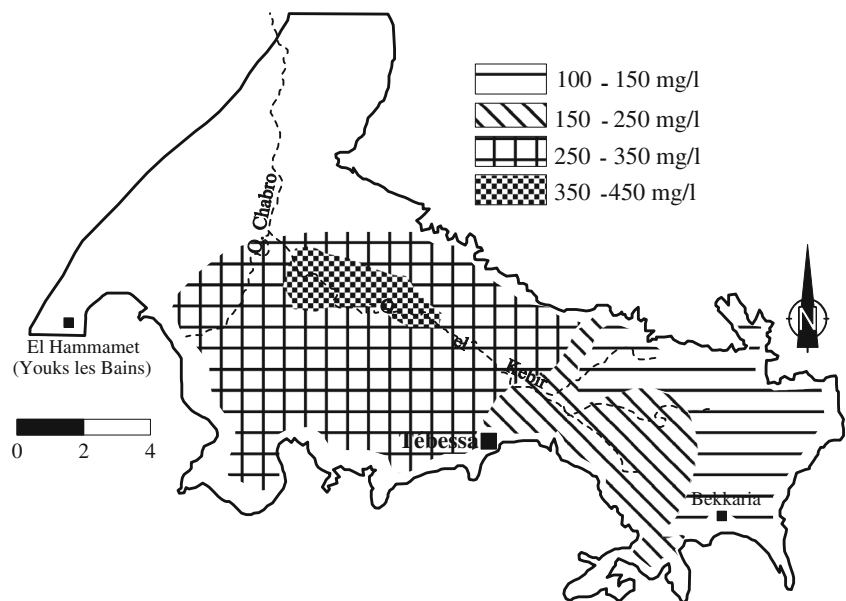 100 - 150 mg/l
150 - 250 mg/l
250 - 350 mg/l
350 -450 mg/l
O. Chabro
O.
el
Kebir
N
El Hammamet
(Youks les Bains)
0 2 4
Tébessa
Bekkaria